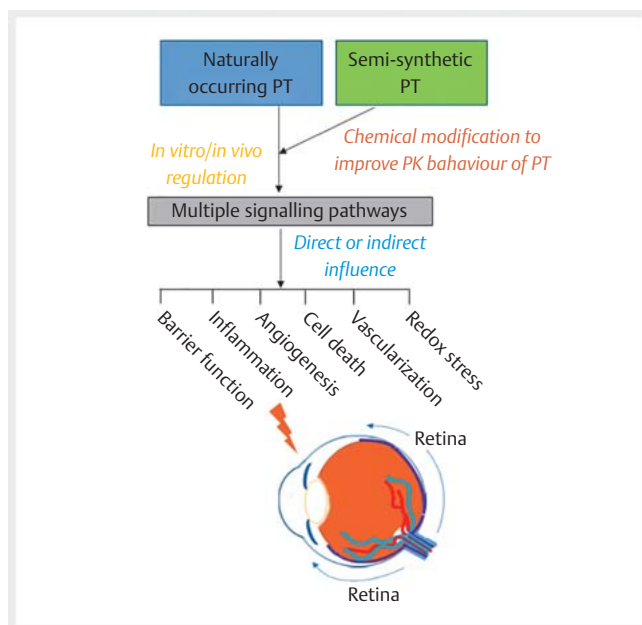 Naturally
occurring PT
Semi-synthetic
PT
In vitro/in vivo
regulation
Chemical modification to
improve PK bahaviour of PT
Multiple signalling pathways
Direct or indirect
influence
Barrier function
Inflammation
Angiogenesis
Cell death
Vascularization
Redox stress
Retina
Retina